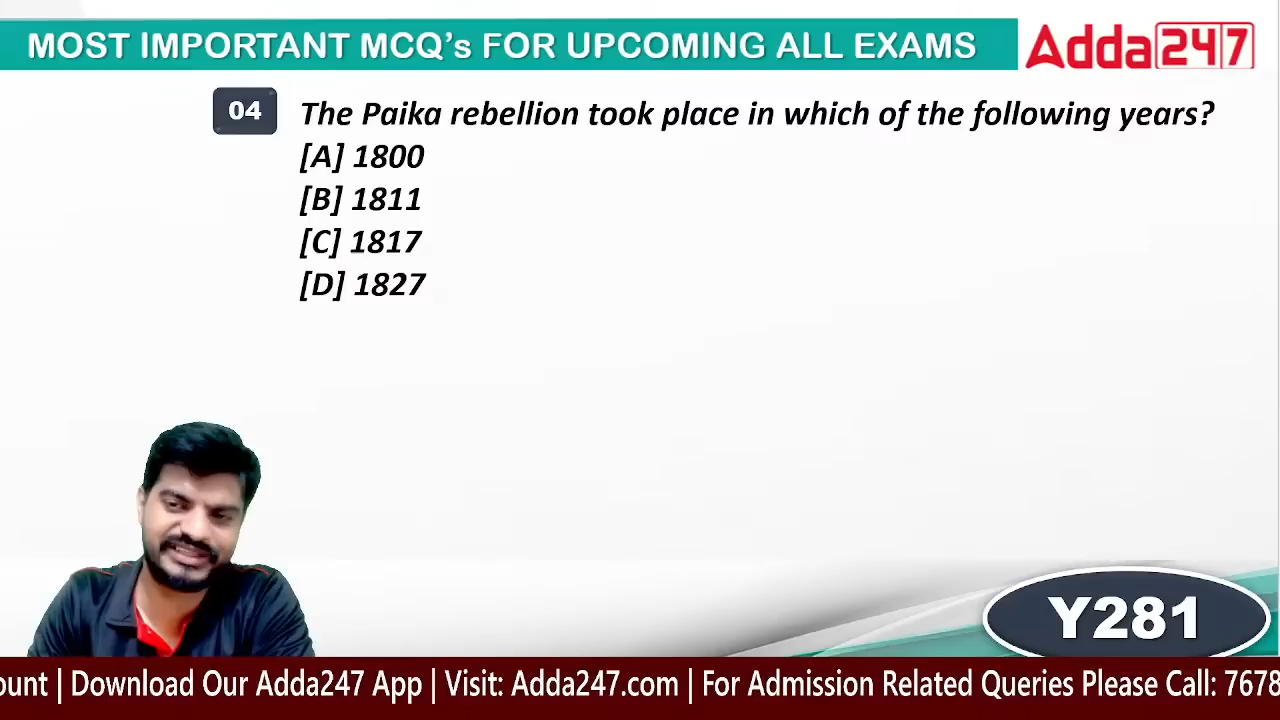 MOST IMPORTANT MCQ's FOR UPCOMING ALL EXAMS
Adda247
04
The Paika rebellion took place in which of the following years?
[A] 1800
[B] 1811
[C] 1817
[D] 1827
Y281
ount | Download Our Adda247 App | Visit: Adda247.com | For Admission Related Queries Please Call: 7678